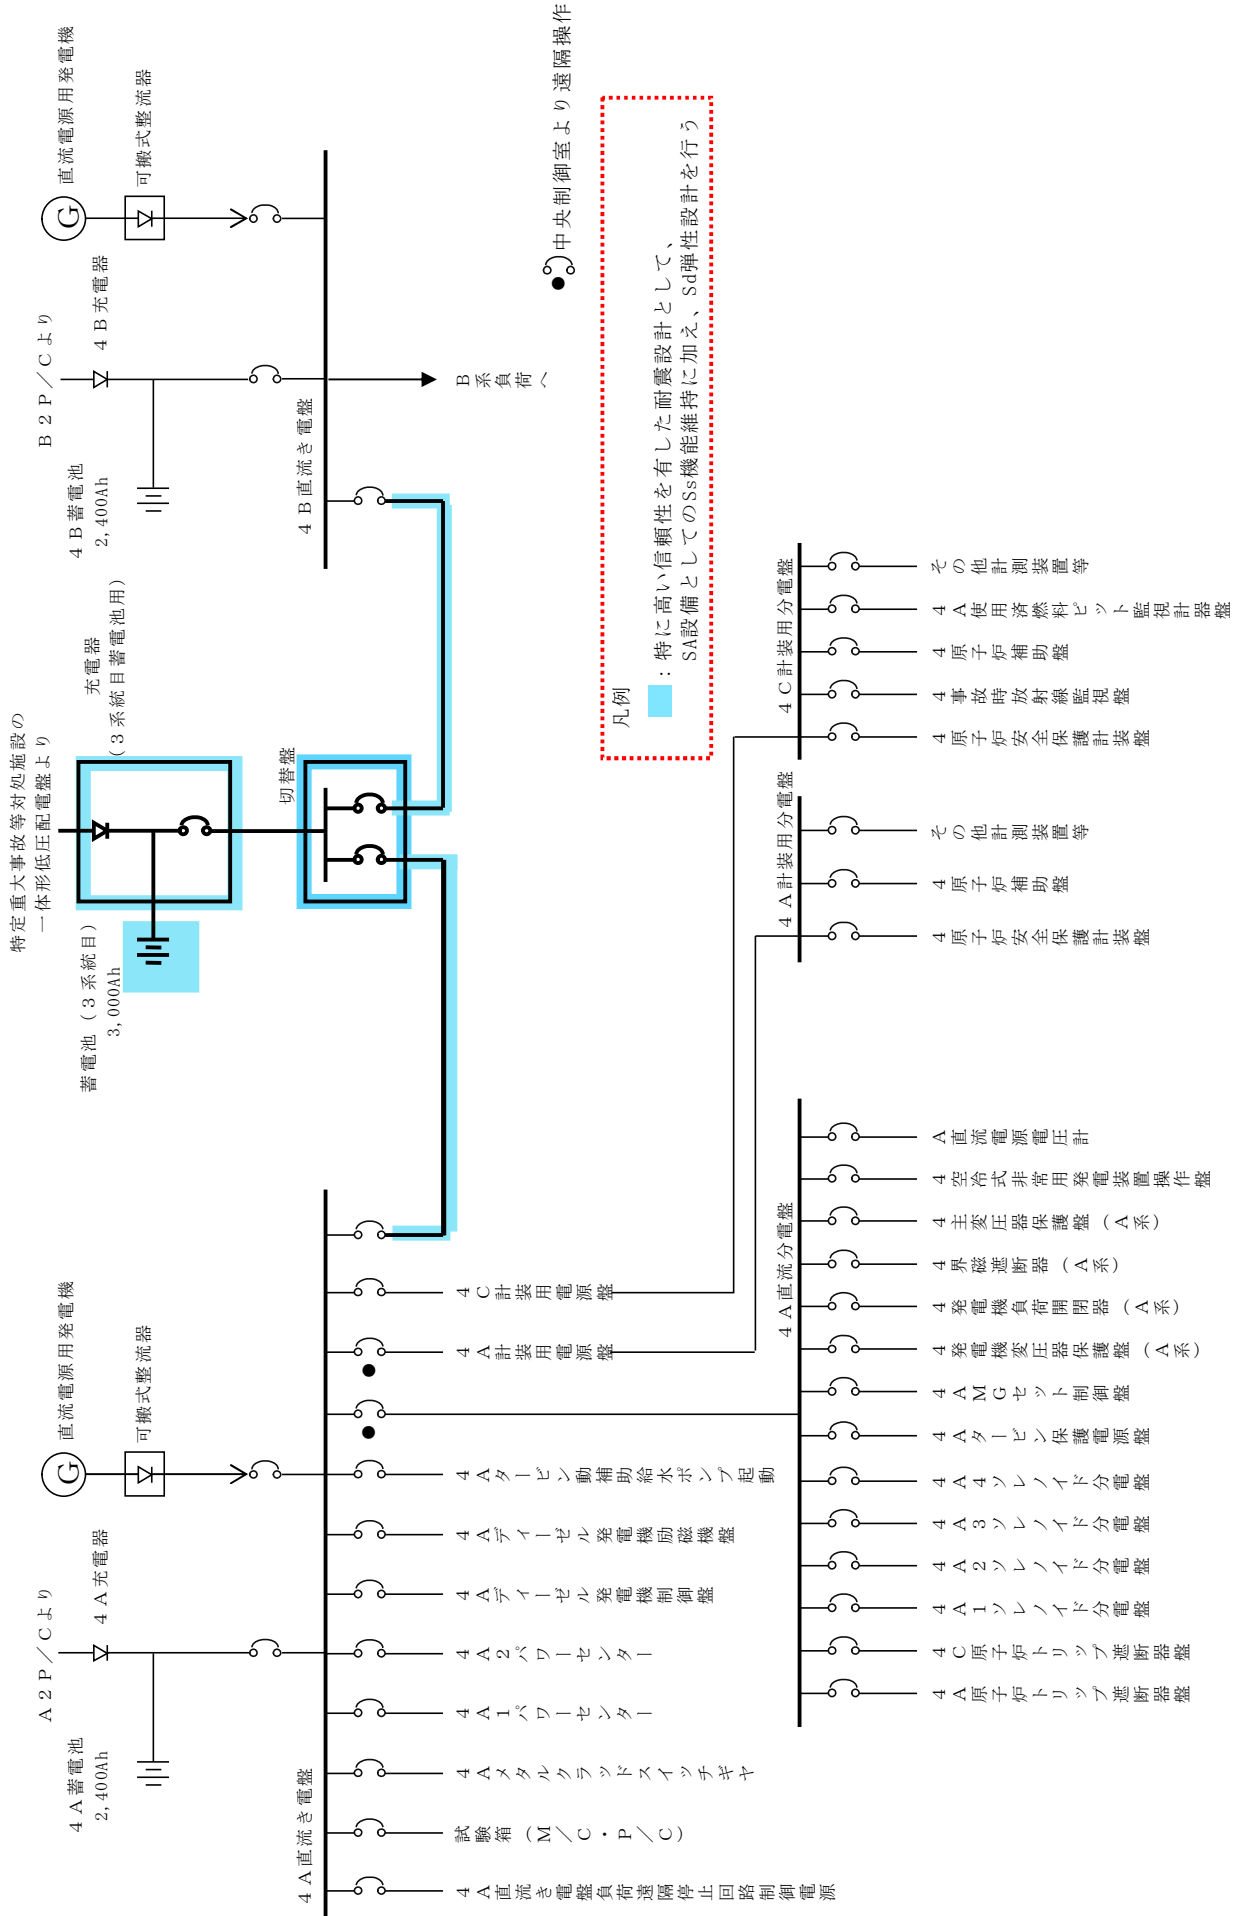 A２P／Cより
４A蓄電池
2,400Ah
４A充電器
直流電源用発電機
G
可搬式整流器
４A直流き電盤
特定重大事故等対処施設の
一体形低圧配電盤より
蓄電池（３系統目）
3,000Ah
充電器
（３系統目蓄電池用）
切替盤
B２P／Cより
４B蓄電池
2,400Ah
４B充電器
直流電源用発電機
G
可搬式整流器
４B直流き電盤
B系負荷へ
中央制御室より遠隔操作
凡例
：特に高い信頼性を有した耐震設計として、
SA設備としてのSs機能維持に加え、Sd弾性設計を行う
４A直流き電盤負荷遠隔停止回路制御電源
試験箱（M／C・P／C）
４Aメタルクラッドスイッチギヤ
４A１パワーセンター
４A２パワーセンター
４Aディーゼル発電機制御盤
４Aディーゼル発電機励磁機盤
４Aタービン動補助給水ポンプ起動
４A計装用電源盤
４C計装用電源盤
４A直流分電盤
４A原子炉トリップ遮断器盤
４C原子炉トリップ遮断器盤
４A１ソレノイド分電盤
４A２ソレノイド分電盤
４A３ソレノイド分電盤
４A４ソレノイド分電盤
４Aタービン保護電源盤
４AMGセット制御盤
４発電機変圧器保護盤（A系）
４発電機負荷開閉器（A系）
４界磁遮断器（A系）
４主変圧器保護盤（A系）
４空冷式非常用発電装置操作盤
A直流電源電圧計
４A計装用分電盤
４原子炉安全保護計装盤
４原子炉補助盤
その他計測装置等
４C計装用分電盤
４原子炉安全保護計装盤
４事故時放射線監視盤
４原子炉補助盤
４A使用済燃料ピット監視計器盤
その他計測装置等